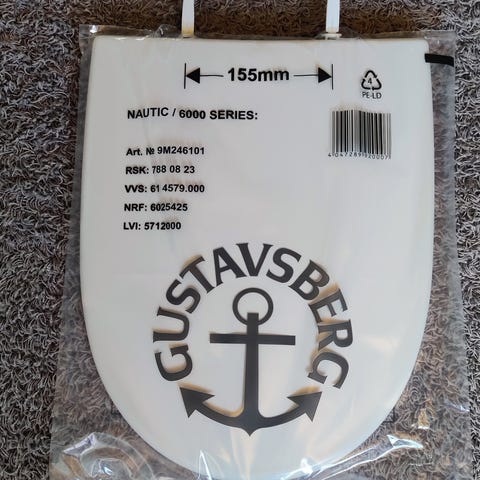 155mm
4
PE-LD
NAUTIC / 6000 SERIES:
4047289920007
Art. № 9M246101
RSK: 788 08 23
VVS: 61 4579.000
NRF: 6025425
LVI: 5712000
GUSTAVSBERG